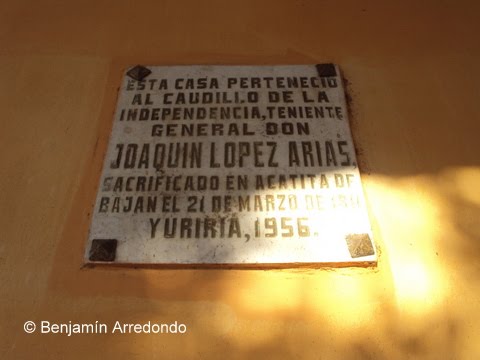 ESTA CASA PERTENECIO
AL CAUDILLO DE LA
INDEPENDENCIA, TENIENTE
GENERAL DON
JOAQUIN LOPEZ ARIAS.
SACRIFICADO EN ACATITA DE
BAJAN EL 21 DE MARZO DE 1811
YURIRIA, 1956.
© Benjamín Arredondo